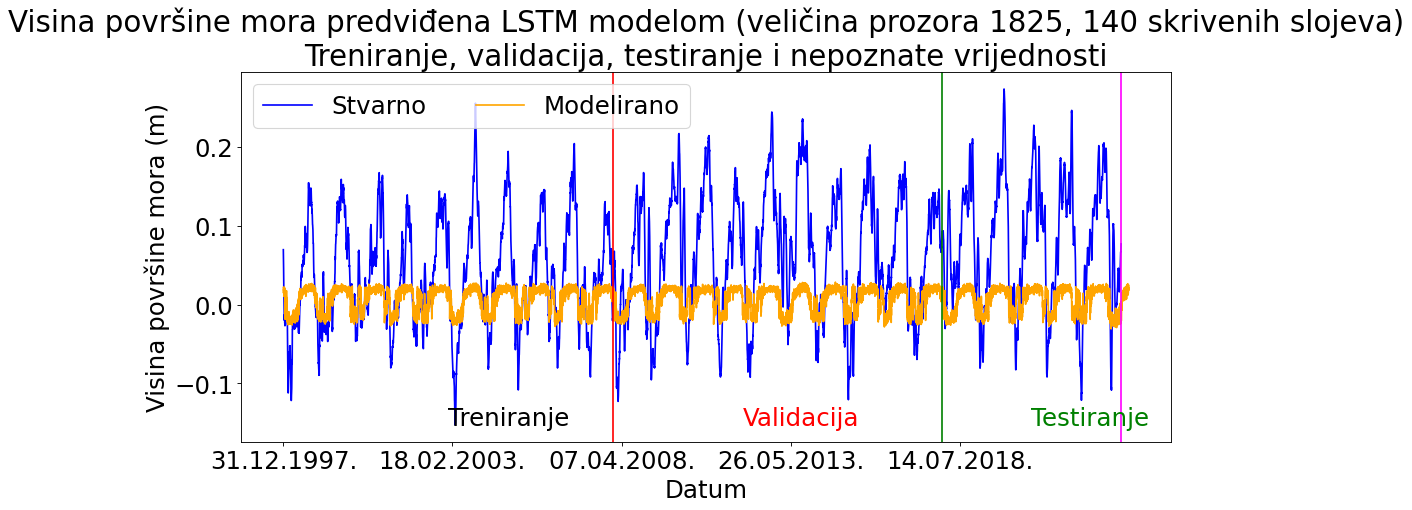 Visina površine mora predviđena LSTM modelom (veličina prozora 1825, 140 skrivenih slojeva)
Treniranje, validacija, testiranje i nepoznate vrijednosti
Stvarno Modelirano
Visina površine mora (m)
0.2
0.1
0.0
−0.1
Treniranje Validacija Testiranje
31.12.1997. 18.02.2003. 07.04.2008. 26.05.2013. 14.07.2018.
Datum